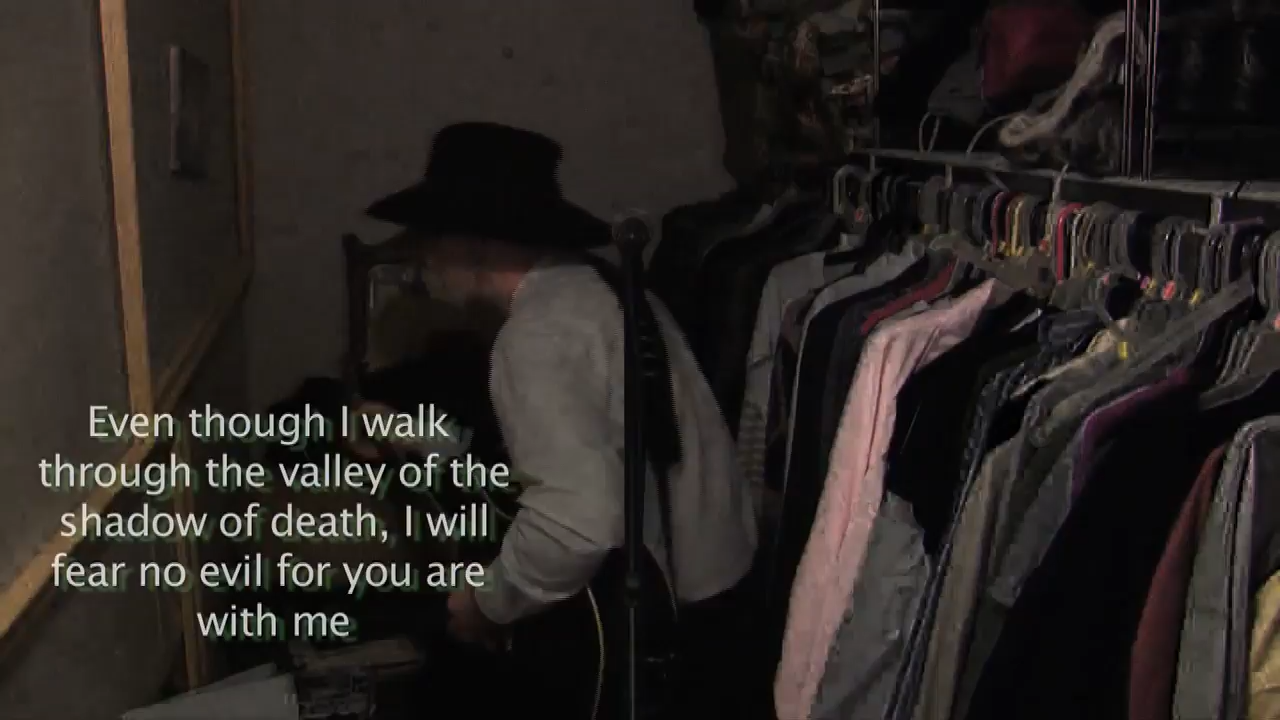 Even though I walk
through the valley of the
shadow of death, I will
fear no evil for you are
with me